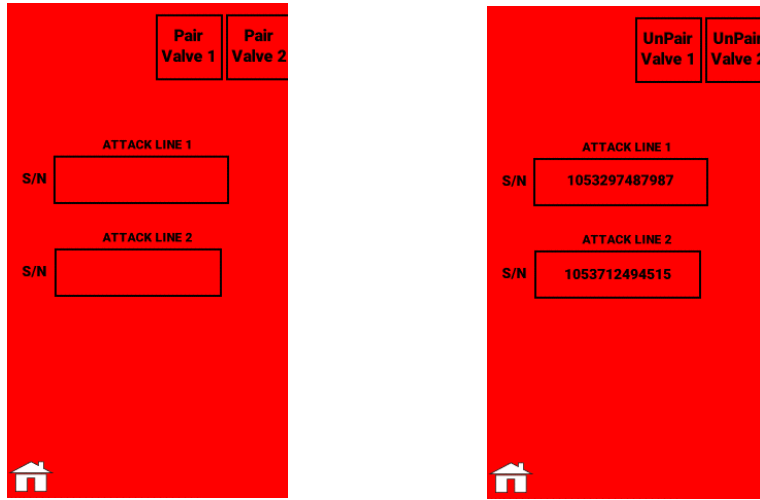 Pair
Valve 1
Pair
Valve 2
ATTACK LINE 1
S/N
ATTACK LINE 2
S/N
UnPair
Valve 1
UnPair
Valve 2
ATTACK LINE 1
S/N 1053297487987
ATTACK LINE 2
S/N 1053712494515